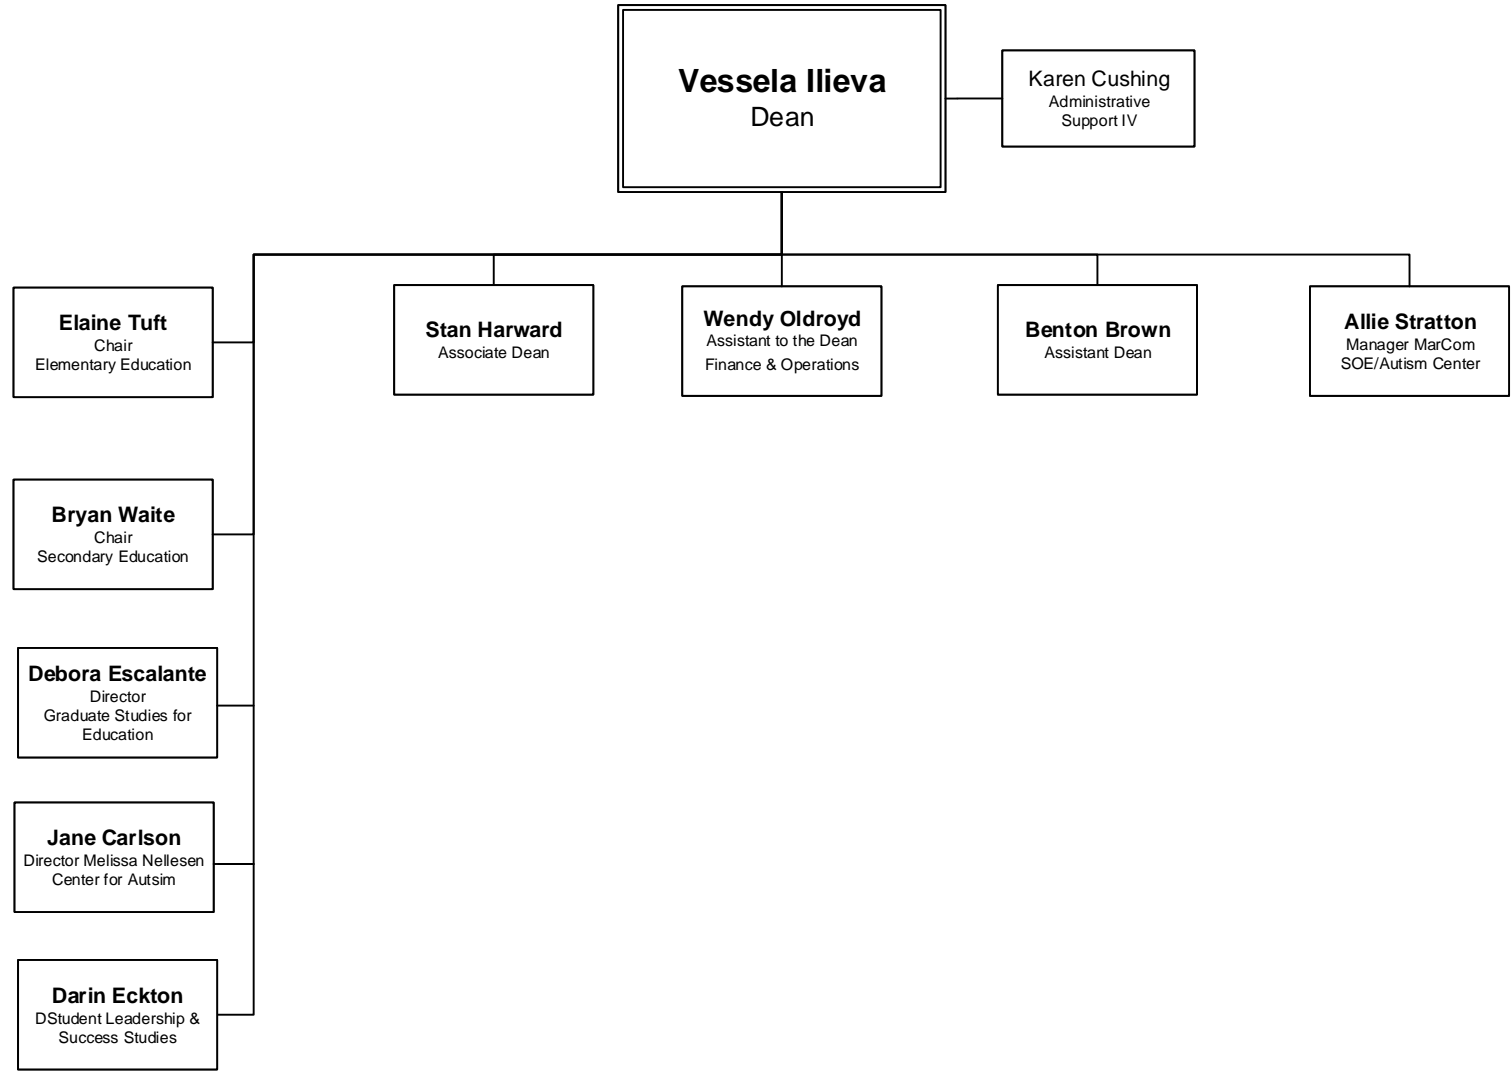 Vessela Ilieva
Dean
Karen Cushing
Administrative
Support IV
Elaine Tuft
Chair
Elementary Education
Stan Harward
Associate Dean
Wendy Oldroyd
Assistant to the Dean
Finance & Operations
Benton Brown
Assistant Dean
Allie Stratton
Manager MarCom
SOE/Autism Center
Bryan Waite
Chair
Secondary Education
Debora Escalante
Director
Graduate Studies for
Education
Jane Carlson
Director Melissa Nellesen
Center for Autsim
Darin Eckton
DStudent Leadership &
Success Studies